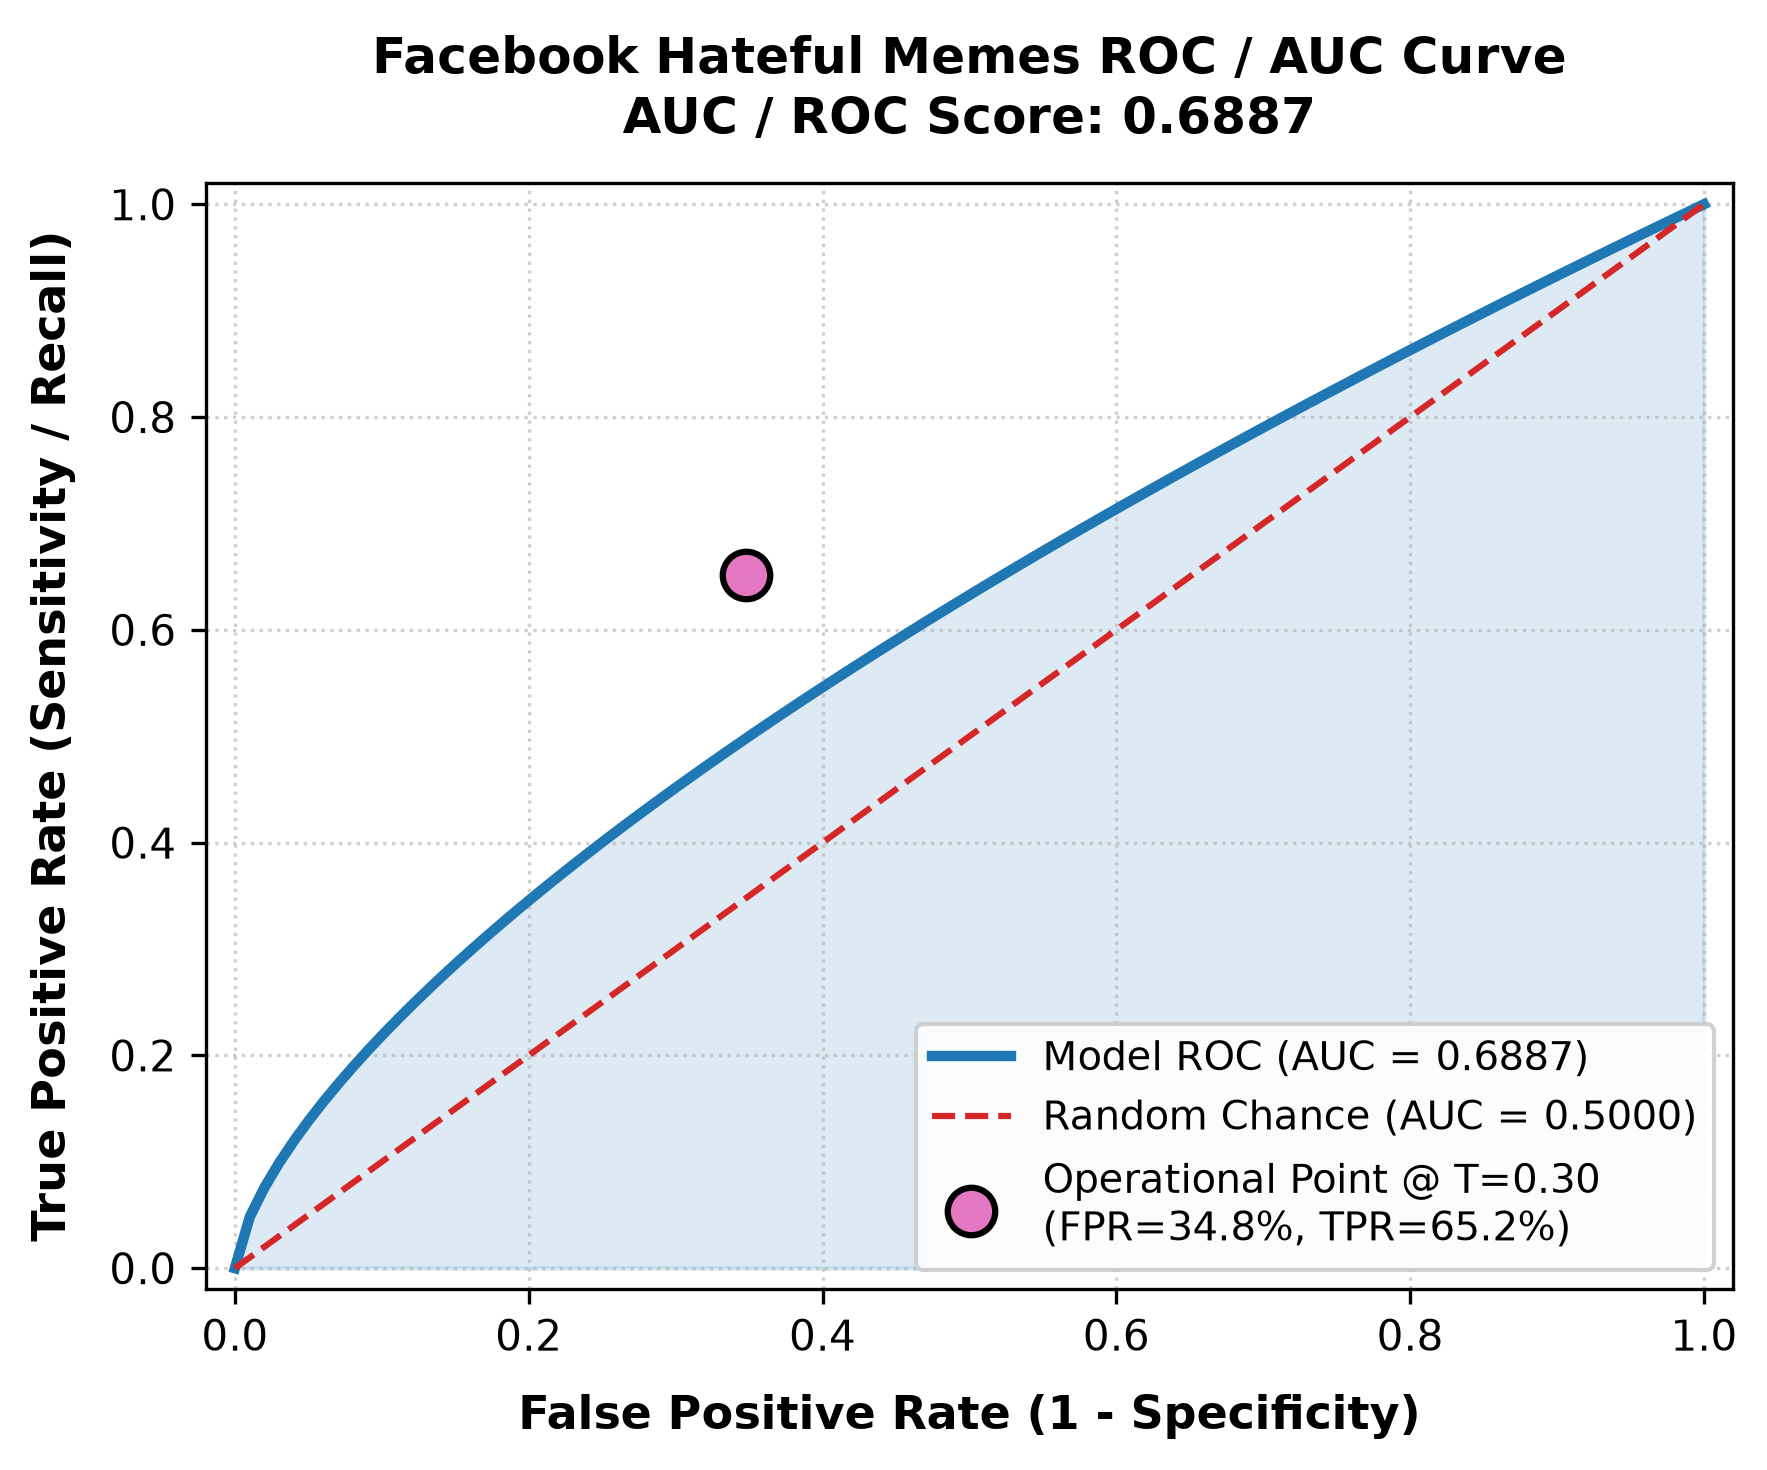 Facebook Hateful Memes ROC / AUC Curve
AUC / ROC Score: 0.6887
True Positive Rate (Sensitivity / Recall)
1.0
0.8
0.6
0.4
0.2
0.0
Model ROC (AUC = 0.6887)
Random Chance (AUC = 0.5000)
Operational Point @ T=0.30
(FPR=34.8%, TPR=65.2%)
0.0 0.2 0.4 0.6 0.8 1.0
False Positive Rate (1 - Specificity)